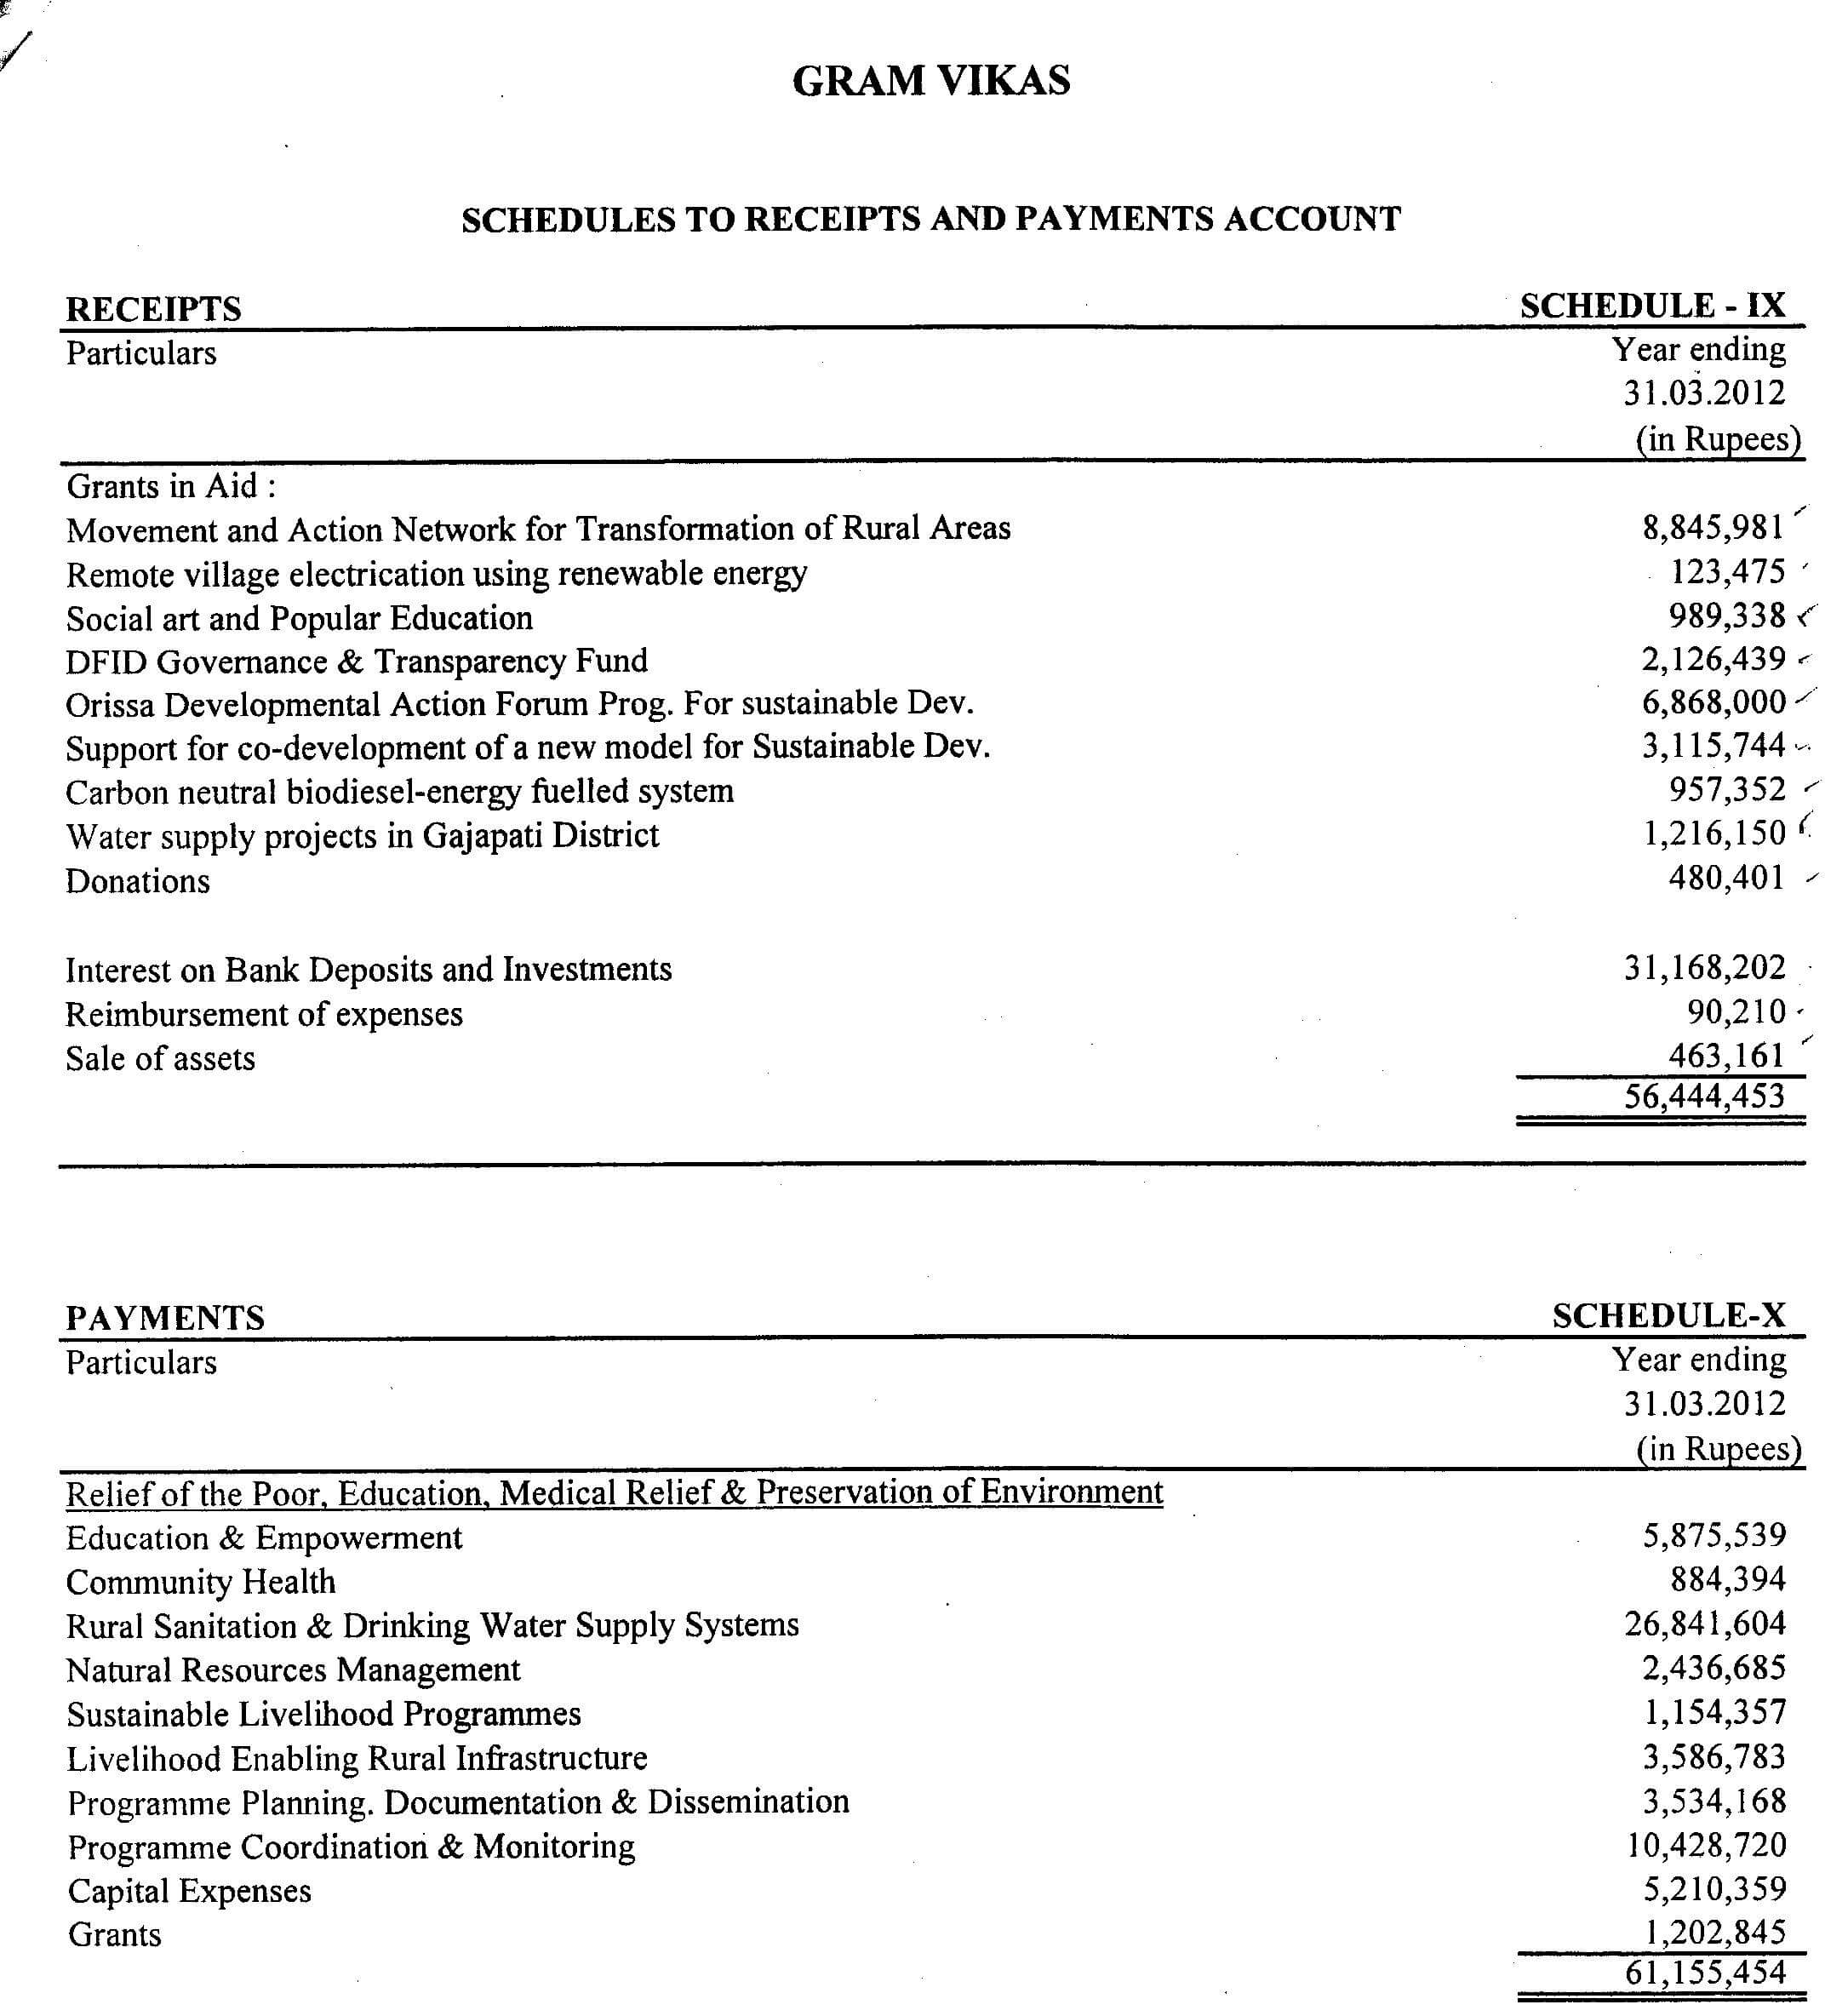 GRAM VIKAS
SCHEDULES TO RECEIPTS AND PAYMENTS ACCOUNT
RECEIPTS SCHEDULE - IX
Particulars Year ending
31.03.2012
(in Rupees)
Grants in Aid :
Movement and Action Network for Transformation of Rural Areas 8,845,981
Remote village electrication using renewable energy 123,475
Social art and Popular Education 989,338
DFID Governance & Transparency Fund 2,126,439
Orissa Developmental Action Forum Prog. For sustainable Dev. 6,868,000
Support for co-development of a new model for Sustainable Dev. 3,115,744
Carbon neutral biodiesel-energy fuelled system 957,352
Water supply projects in Gajapati District 1,216,150
Donations 480,401
Interest on Bank Deposits and Investments 31,168,202
Reimbursement of expenses 90,210
Sale of assets 463,161
56,444,453
PAYMENTS SCHEDULE-X
Particulars Year ending
31.03.2012
(in Rupees)
Relief of the Poor, Education, Medical Relief & Preservation of Environment
Education & Empowerment 5,875,539
Community Health 884,394
Rural Sanitation & Drinking Water Supply Systems 26,841,604
Natural Resources Management 2,436,685
Sustainable Livelihood Programmes 1,154,357
Livelihood Enabling Rural Infrastructure 3,586,783
Programme Planning. Documentation & Dissemination 3,534,168
Programme Coordination & Monitoring 10,428,720
Capital Expenses 5,210,359
Grants 1,202,845
61,155,454